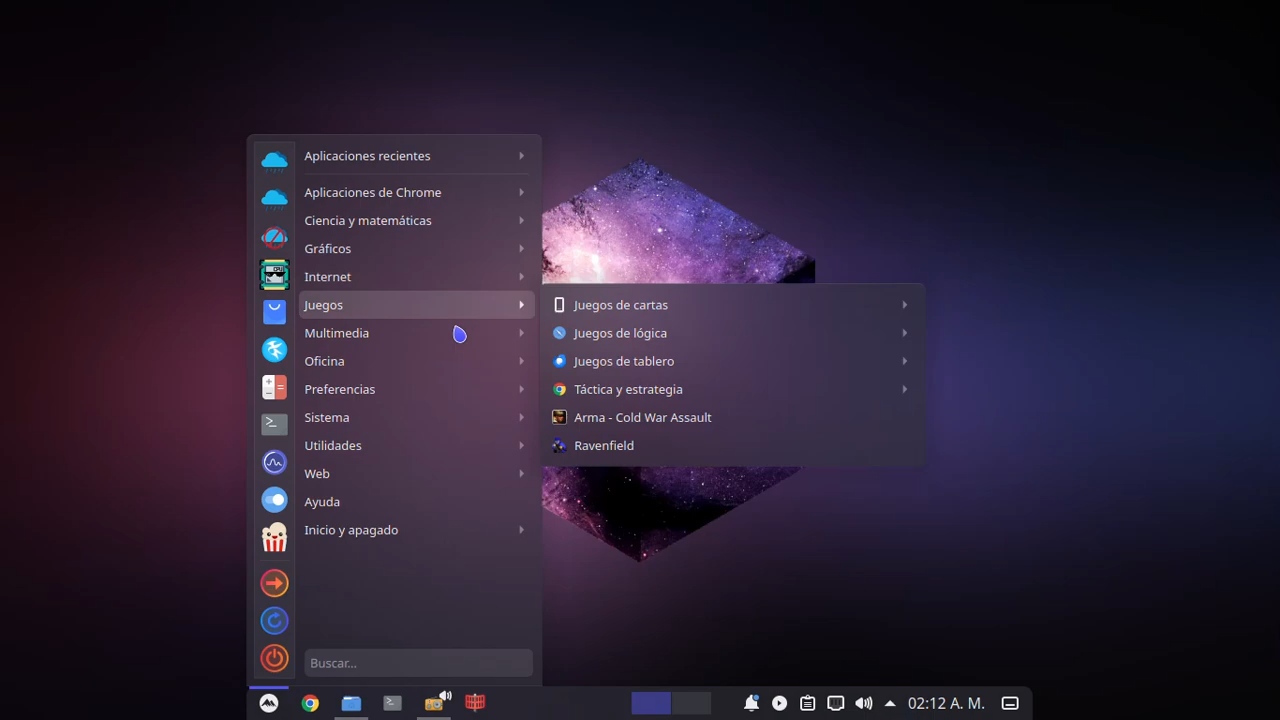 Aplicaciones recientes
Aplicaciones de Chrome
Ciencia y matemáticas
Gráficos
Internet
Juegos
Multimedia
Oficina
Preferencias
Sistema
Utilidades
Web
Ayuda
Inicio y apagado
Buscar...
Juegos de cartas
Juegos de lógica
Juegos de tablero
Táctica y estrategia
Arma - Cold War Assault
Ravenfield
02:12 A. M.